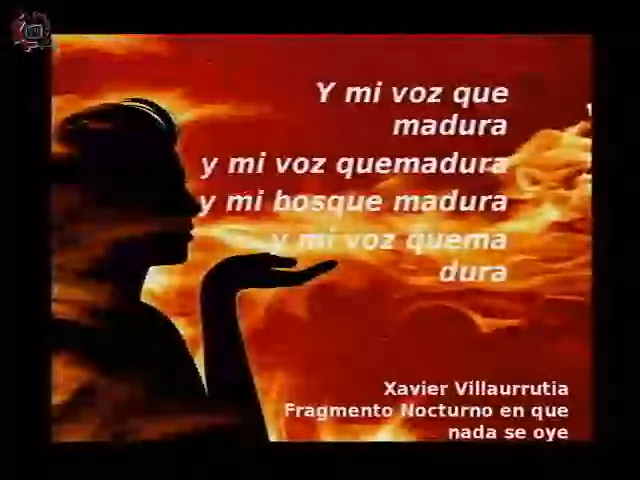 Y mi voz que
madura
y mi voz quemadura
y mi bosque madura
y mi voz quema
dura
Xavier Villaurrutia
Fragmento Nocturno en que
nada se oye